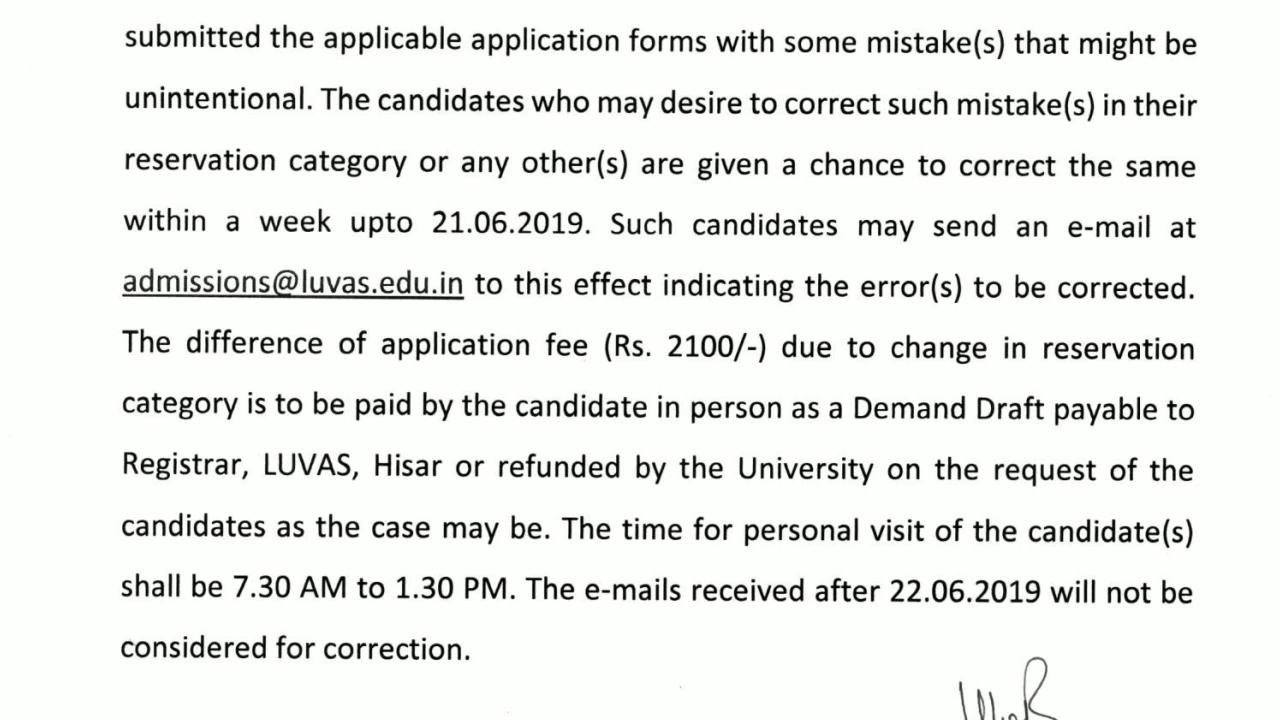 submitted the applicable application forms with some mistake(s) that might be
unintentional. The candidates who may desire to correct such mistake(s) in their
reservation category or any other(s) are given a chance to correct the same
within a week upto 21.06.2019. Such candidates may send an e-mail at
admissions@luvas.edu.in to this effect indicating the error(s) to be corrected.
The difference of application fee (Rs. 2100/-) due to change in reservation
category is to be paid by the candidate in person as a Demand Draft payable to
Registrar, LUVAS, Hisar or refunded by the University on the request of the
candidates as the case may be. The time for personal visit of the candidate(s)
shall be 7.30 AM to 1.30 PM. The e-mails received after 22.06.2019 will not be
considered for correction.